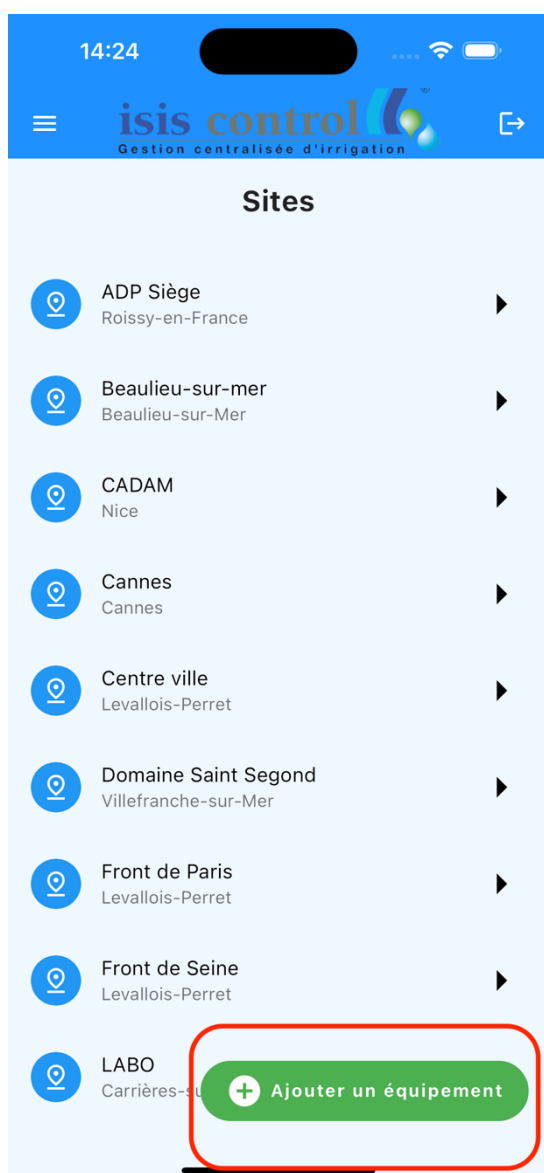 14:24
isis control
Gestion centralisée d'irrigation
Sites
ADP Siège
Roissy-en-France
Beaulieu-sur-mer
Beaulieu-sur-Mer
CADAM
Nice
Cannes
Cannes
Centre ville
Levallois-Perret
Domaine Saint Segond
Villefranche-sur-Mer
Front de Paris
Levallois-Perret
Front de Seine
Levallois-Perret
LABO
Carrières-su
Ajouter un équipement